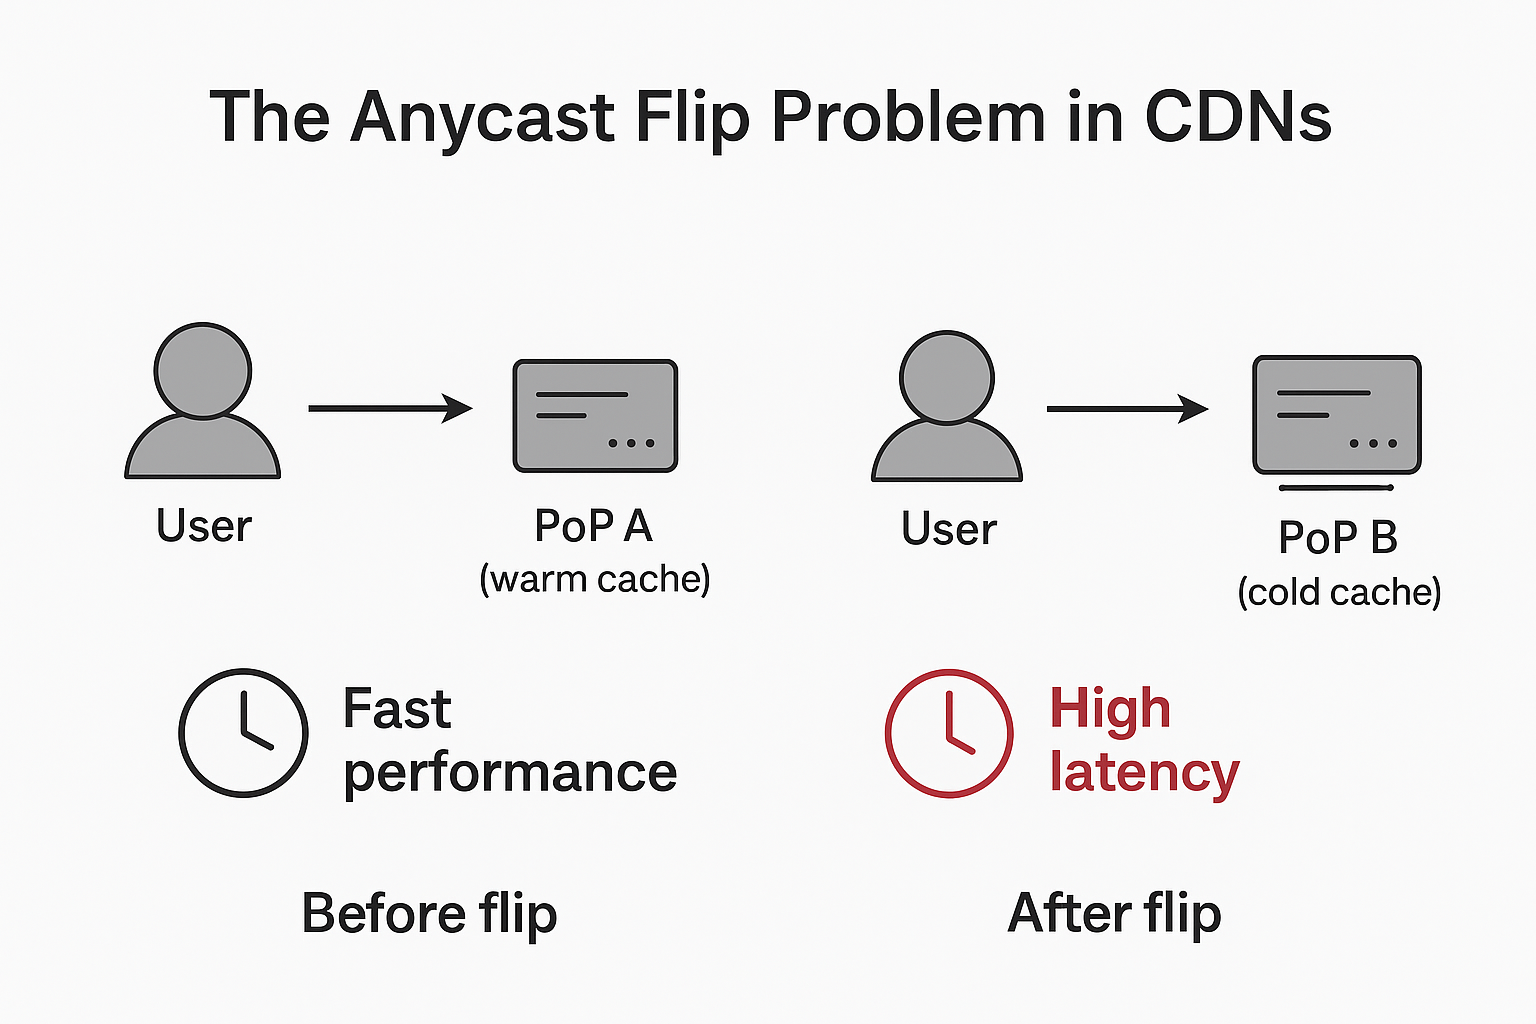 The Anycast Flip Problem in CDNs
User
PoP A
(warm cache)
User
PoP B
(cold cache)
Fast
performance
High
latency
Before flip
After flip